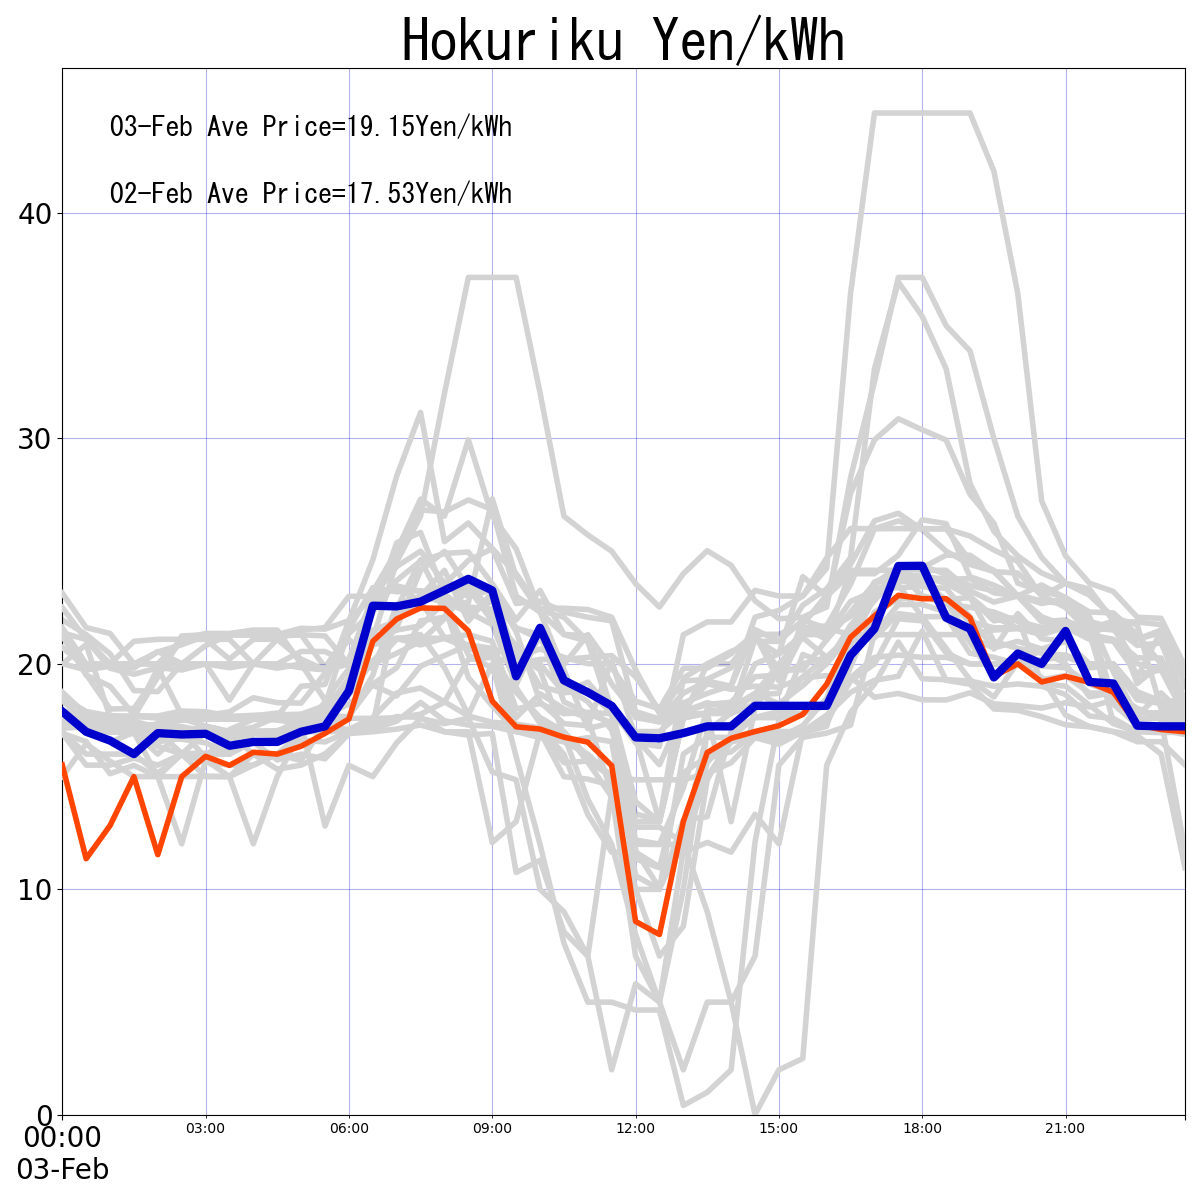 Hokuriku Yen/kWh
03-Feb Ave Price=19.15Yen/kWh
02-Feb Ave Price=17.53Yen/kWh
40
30
20
10
0
00:00 03:00 06:00 09:00 12:00 15:00 18:00 21:00
03-Feb